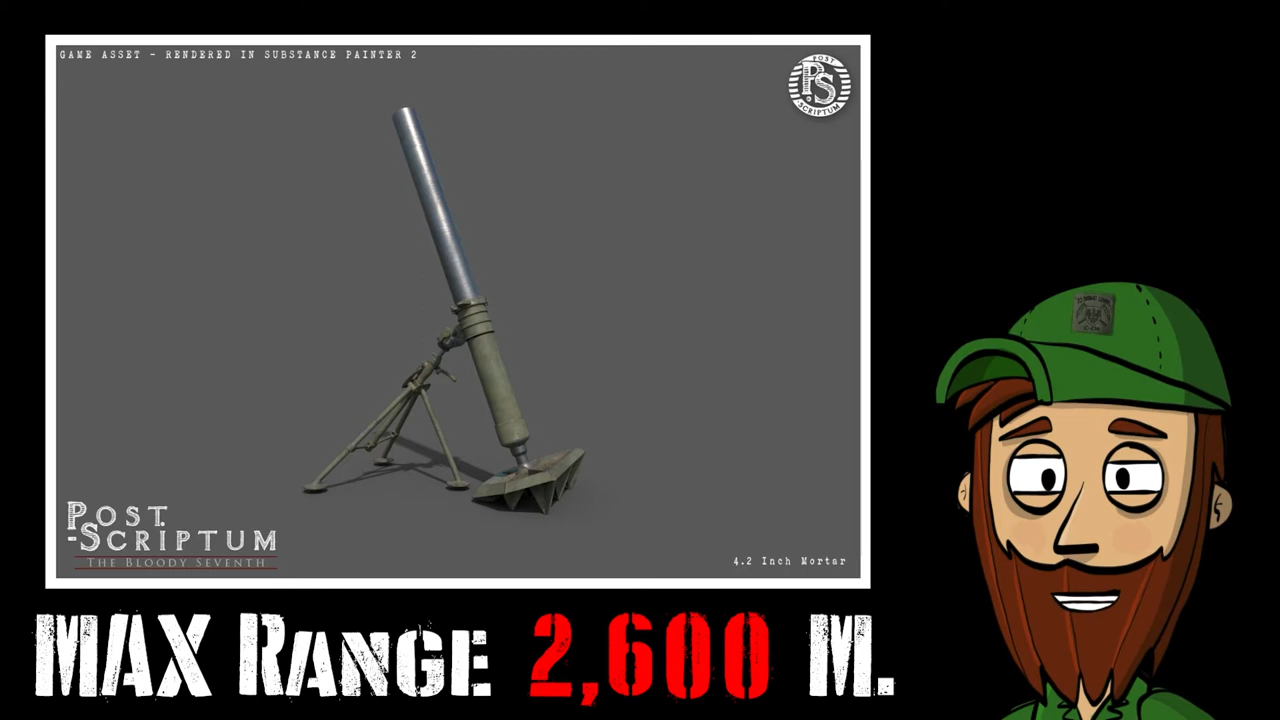 GAME ASSET - RENDERED IN SUBSTANCE PAINTER 2
POST
PS
SCRIPTUM
POST
-SCRIPTUM
THE BLOODY SEVENTH
4.2 Inch Mortar
MAX RANGE 2,600 M.